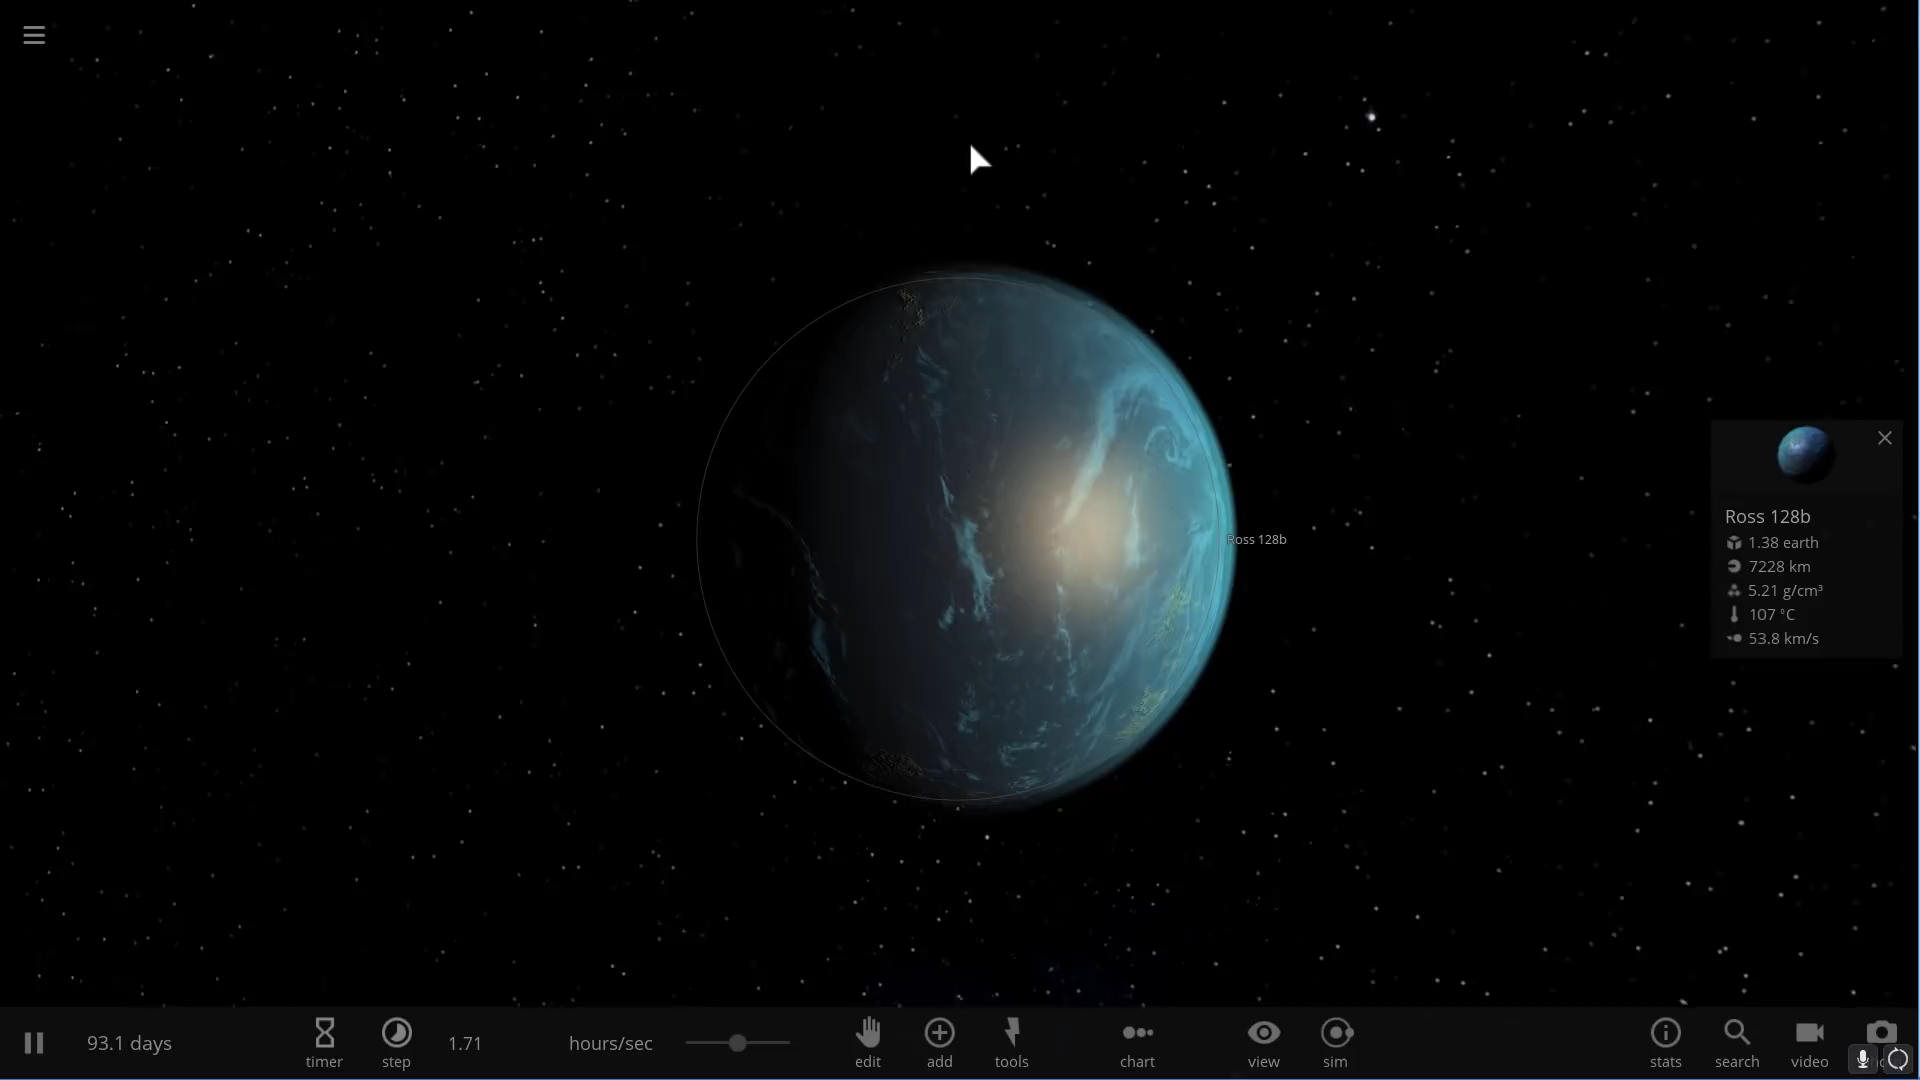 Ross 128b
Ross 128b
1.38 earth
7228 km
5.21 g/cm³
107 °C
53.8 km/s
93.1 days
timer
step
1.71
hours/sec
edit
add
tools
chart
view
sim
stats
search
video